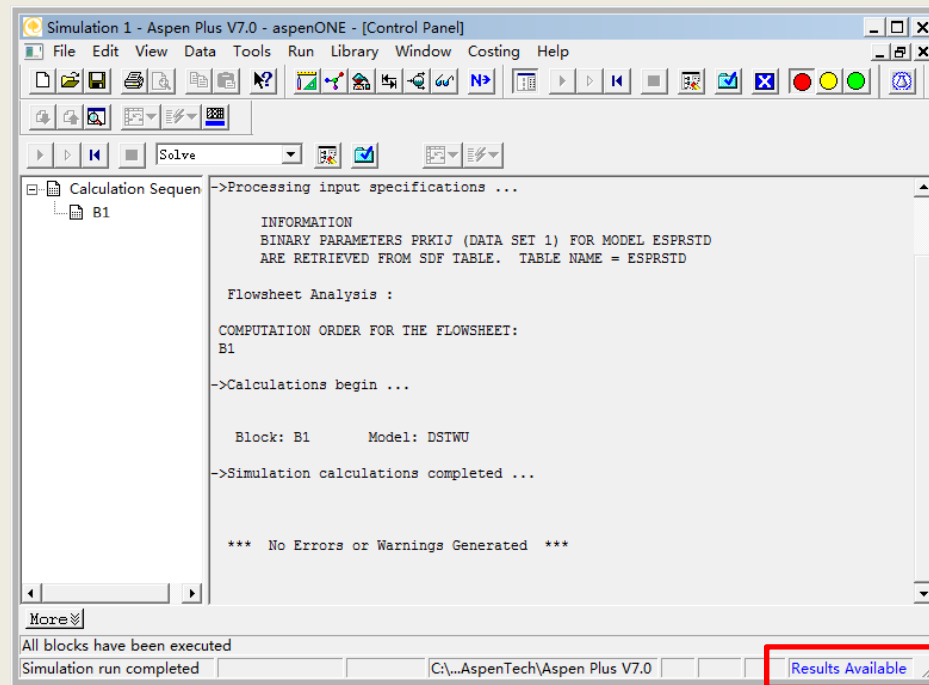 Simulation 1 - Aspen Plus V7.0 - aspenONE - [Control Panel]
File Edit View Data Tools Run Library Window Costing Help
N>
Solve
Calculation Sequen
B1
->Processing input specifications ...
INFORMATION
BINARY PARAMETERS PRKIJ (DATA SET 1) FOR MODEL ESPRSTD
ARE RETRIEVED FROM SDF TABLE. TABLE NAME = ESPRSTD
Flowsheet Analysis :
COMPUTATION ORDER FOR THE FLOWSHEET:
B1
->Calculations begin ...
Block: B1 Model: DSTWU
->Simulation calculations completed ...
*** No Errors or Warnings Generated ***
More
All blocks have been executed
Simulation run completed C:\...AspenTech\Aspen Plus V7.0 Results Available